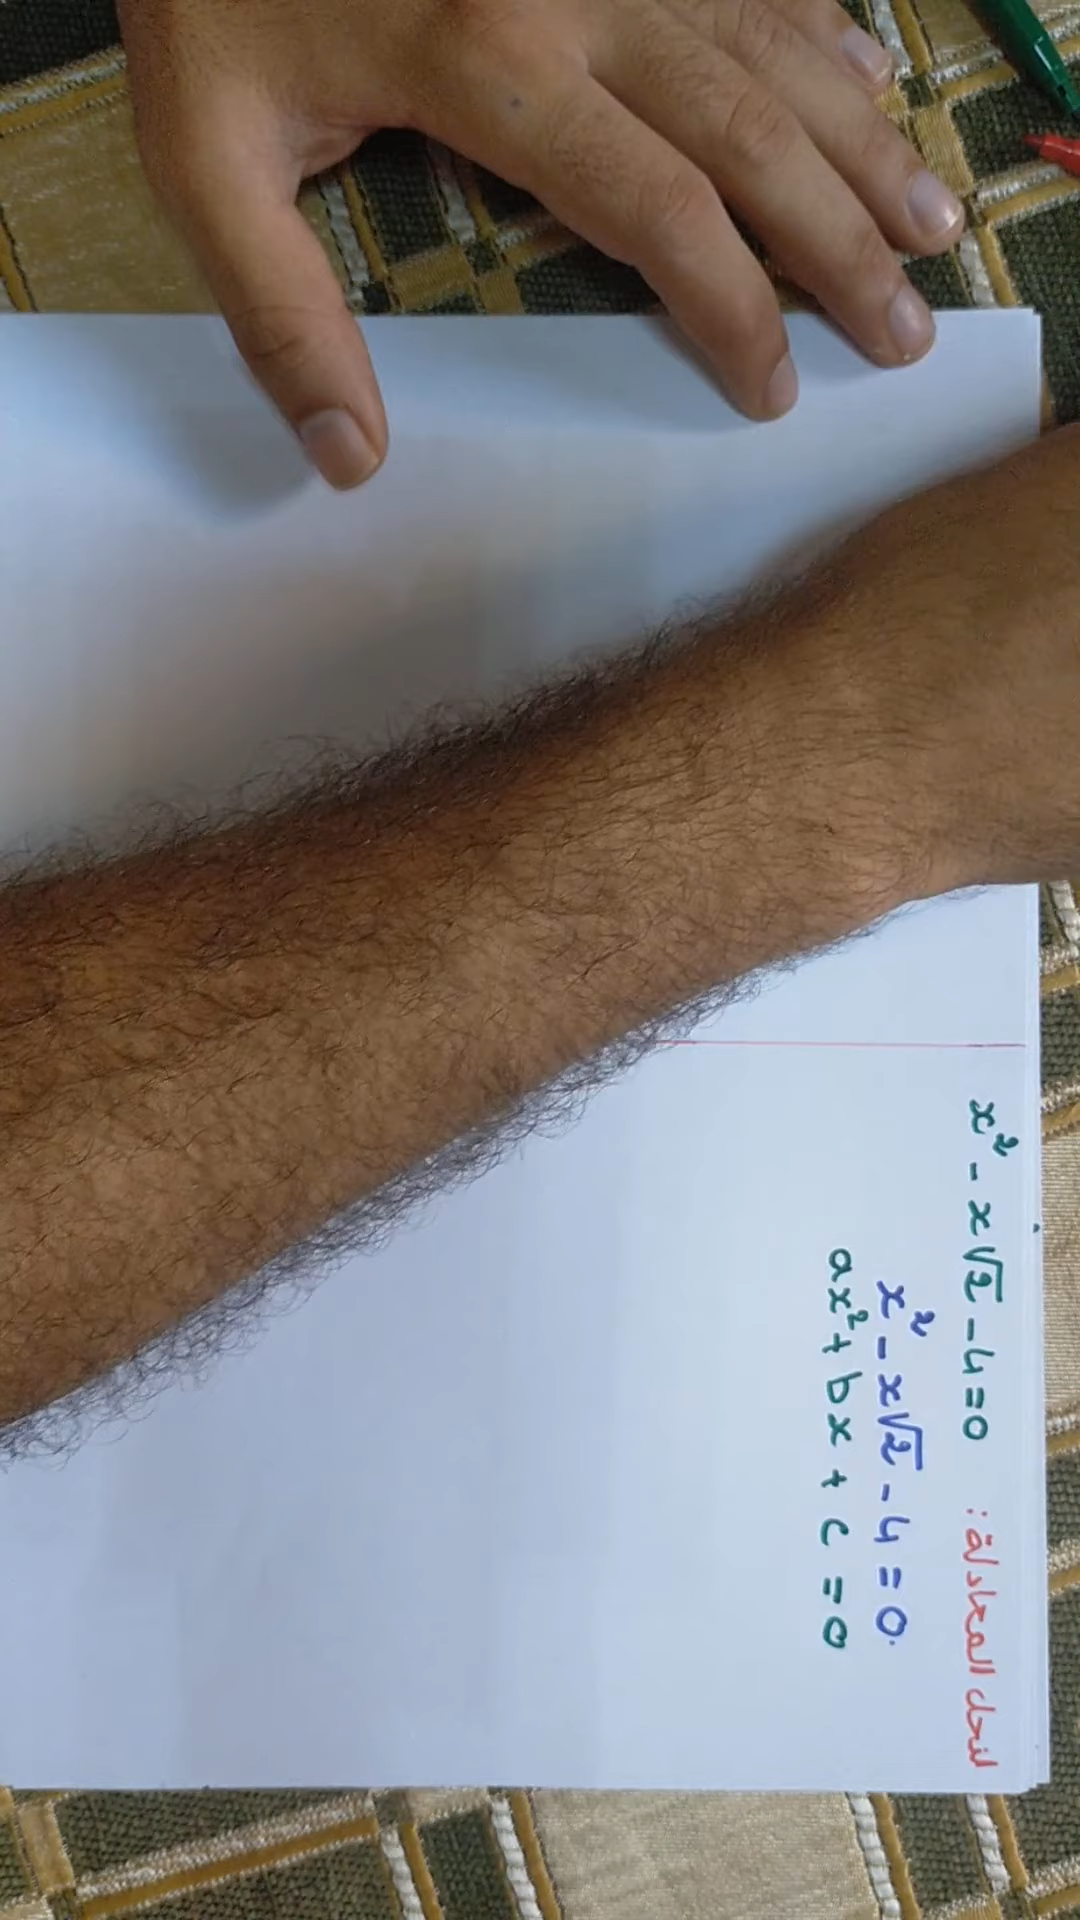 لنحل المعادلة : x² - x√2 - 4 = 0
x² - x√2 - 4 = 0.
ax² + bx + c = 0